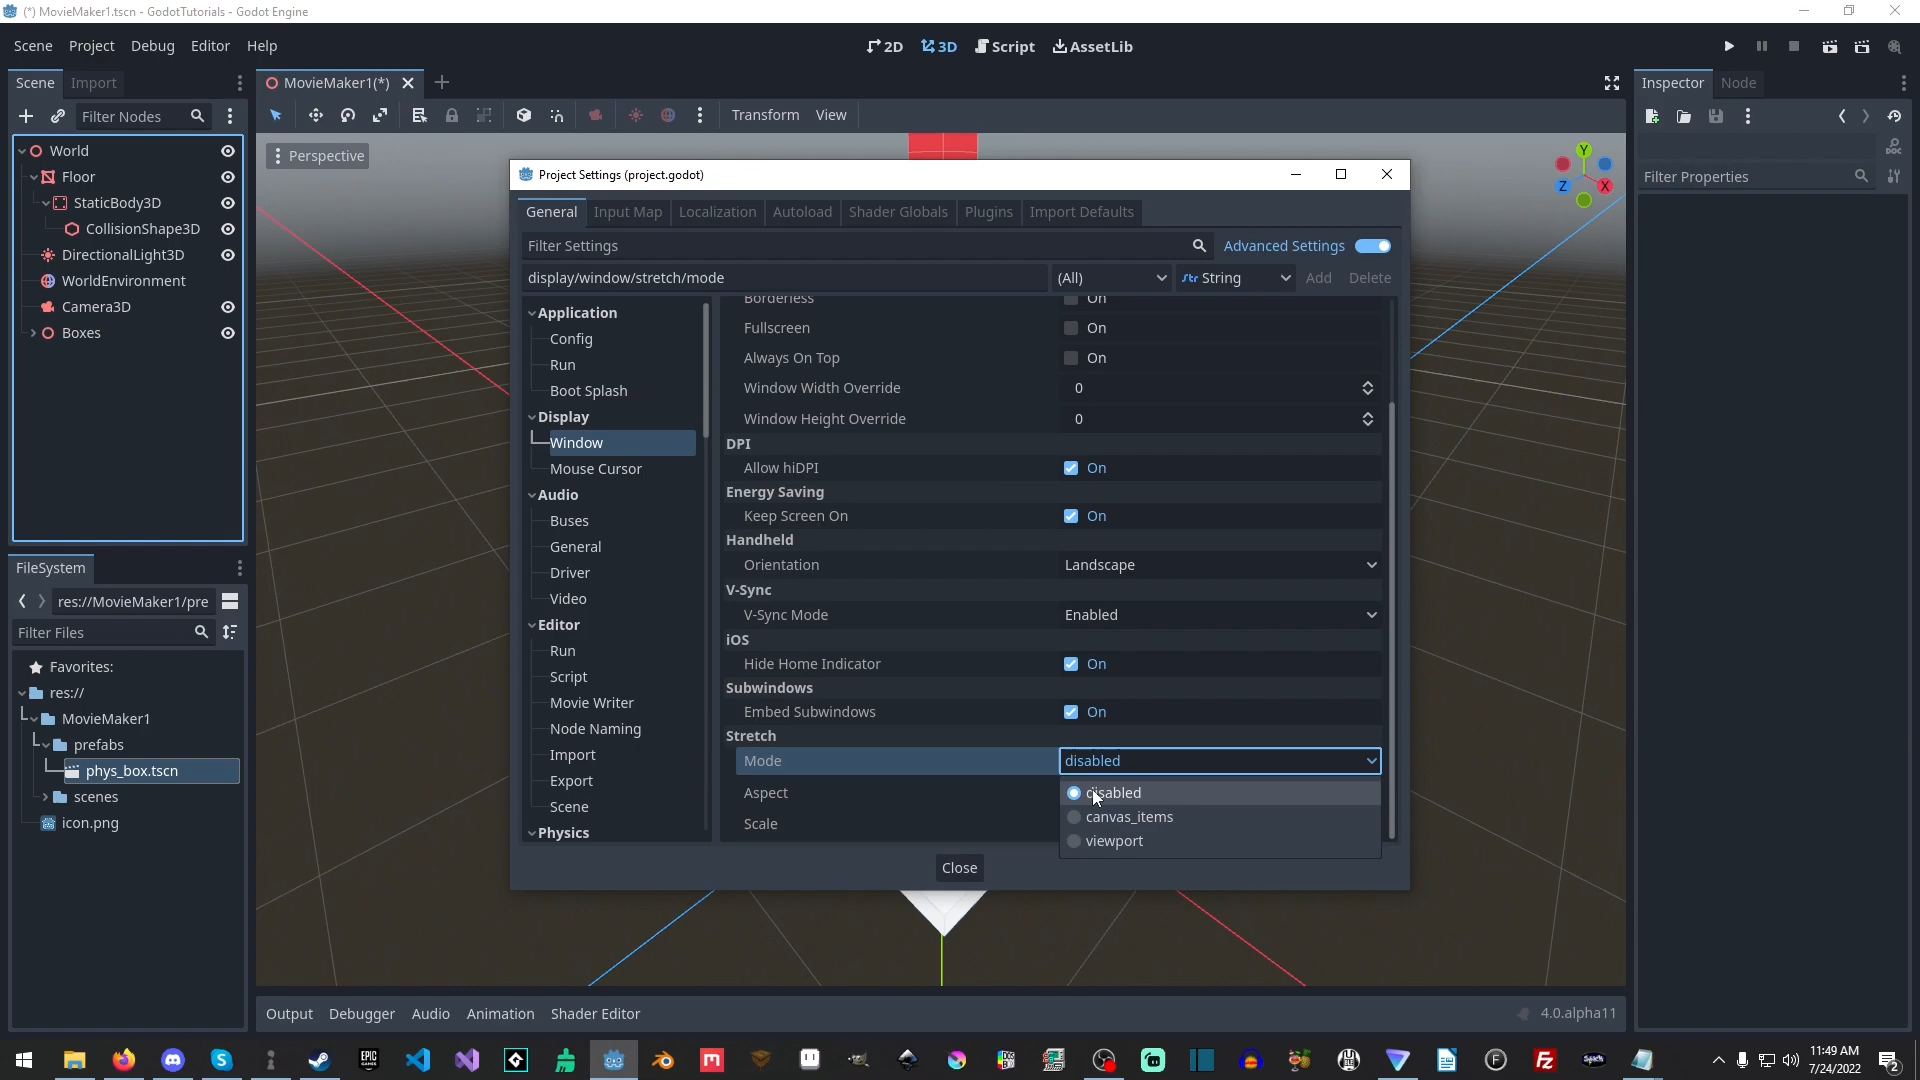 (*) MovieMaker1.tscn - GodotTutorials - Godot Engine
Scene Project Debug Editor Help
2D 3D Script AssetLib
Scene Import
MovieMaker1(*)
Inspector Node
Filter Nodes
Transform View
World
Perspective
Y
Z X
DOC
Filter Properties
Floor
StaticBody3D
CollisionShape3D
DirectionalLight3D
WorldEnvironment
Camera3D
Boxes
Project Settings (project.godot)
General Input Map Localization Autoload Shader Globals Plugins Import Defaults
Filter Settings Advanced Settings
display/window/stretch/mode (All) Str String Add Delete
Application
Config
Run
Boot Splash
Display
Window
Mouse Cursor
Audio
Buses
General
Driver
Video
Editor
Run
Script
Movie Writer
Node Naming
Import
Export
Scene
Physics
Borderless On
Fullscreen On
Always On Top On
Window Width Override 0
Window Height Override 0
DPI
Allow hiDPI On
Energy Saving
Keep Screen On On
Handheld
Orientation Landscape
V-Sync
V-Sync Mode Enabled
iOS
Hide Home Indicator On
Subwindows
Embed Subwindows On
Stretch
Mode disabled
Aspect
Scale
disabled
canvas_items
viewport
Close
FileSystem
res://MovieMaker1/pre
Filter Files
Favorites:
res://
MovieMaker1
prefabs
phys_box.tscn
scenes
icon.png
Output Debugger Audio Animation Shader Editor
4.0.alpha11
EPIC
GAMES
11:49 AM
7/24/2022
2